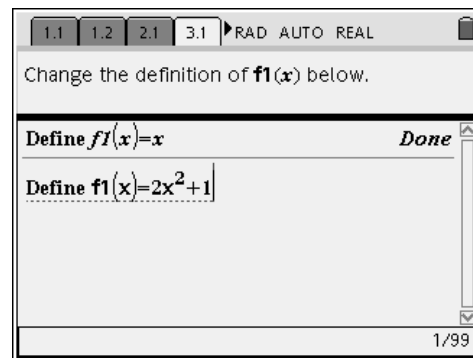 1.1 1.2 2.1 3.1 RAD AUTO REAL
Change the definition of f1(x) below.
Define f1(x)=x Done
Define f1(x)=2x²+1
1/99